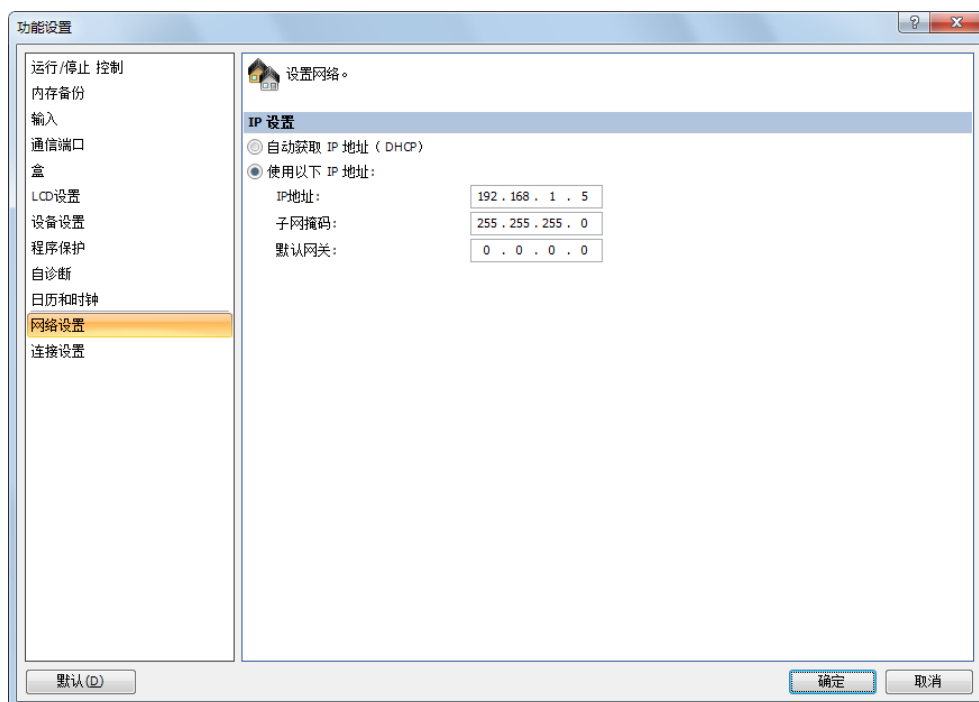 功能设置
?
运行/停止 控制
内存备份
输入
通信端口
盒
LCD设置
设备设置
程序保护
自诊断
日历和时钟
网络设置
连接设置
设置网络。
IP 设置
自动获取 IP 地址 ( DHCP)
使用以下 IP 地址:
IP地址: 192 . 168 . 1 . 5
子网掩码: 255 . 255 . 255 . 0
默认网关: 0 . 0 . 0 . 0
默认(D) 确定 取消